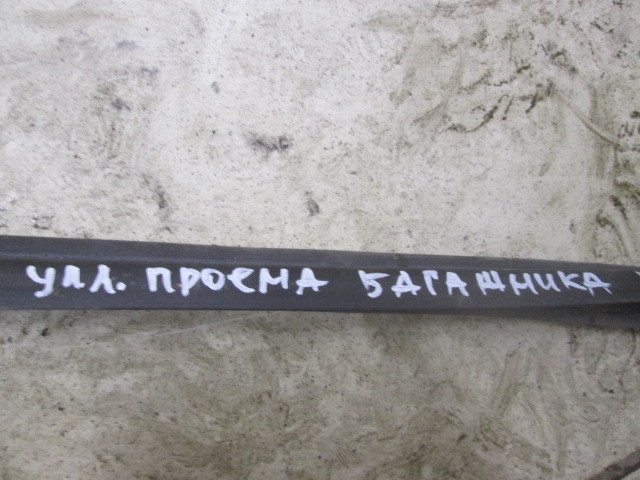 упл. проема багажника